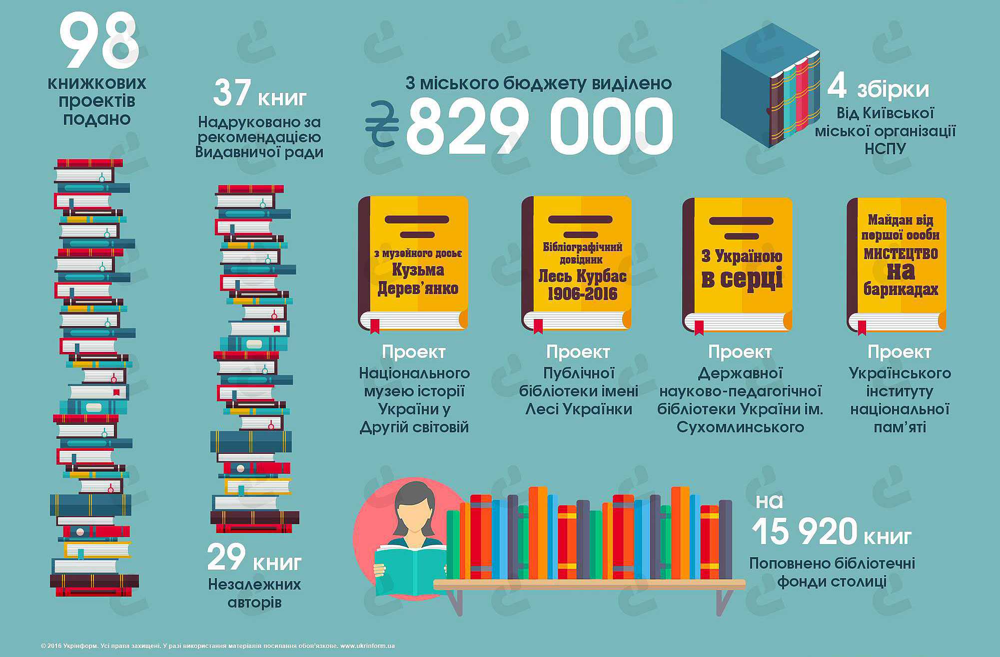 98
книжкових
проектів
подано
37 книг
Надруковано за
рекомендацією
Видавничої ради
29 книг
Незалежних
авторів
З міського бюджету виділено
₴829 000
4 збірки
Від Київської
міської організації
НСПУ
з музейного досьє
Кузьма
Дерев’янко
Проект
Національного
музею історії
України у
Другій світовій
Бібліографічний
довідник
Лесь Курбас
1906-2016
Проект
Публічної
бібліотеки імені
Лесі Українки
З Україною
в серці
Проект
Державної
науково-педагогічної
бібліотеки України ім.
Сухомлинського
Майдан від
першої особи
МИСТЕЦТВО
на
барикадах
Проект
Українського
інституту
національної
пам’яті
на
15 920 книг
Поповнено бібліотечні
фонди столиці
© 2016 Укрінформ. Усі права захищені. У разі використання матеріалів посилання обов’язкове. www.ukrinform.ua